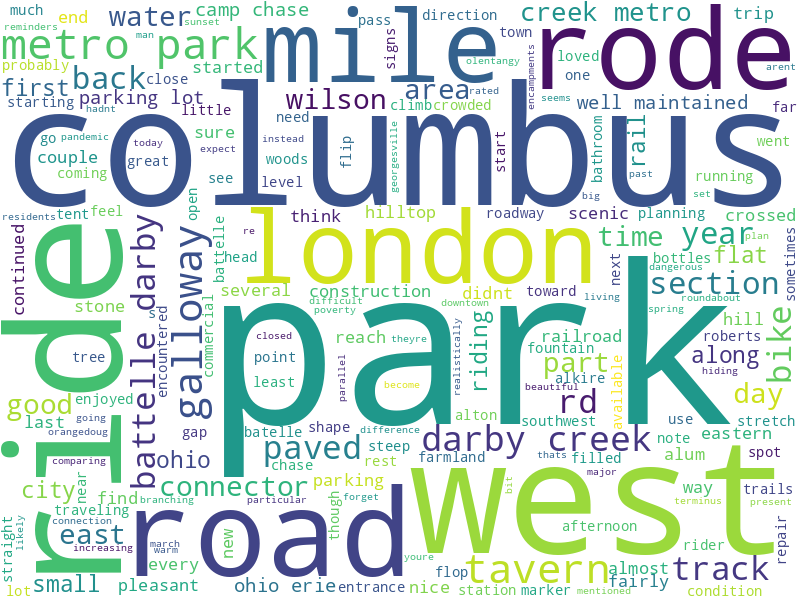 much
end
probably
metro park
water
camp chase
started
mile
pass
signs
direction
town
olentangy
sunset
reminders
man
creek metro
trip
rode
loved
one
encampments
rated
seems
arent
first
back
close
starting
parking lot
hadnt
wilson
area
climb
crowded
well maintained
far
little
go
pandemic
today
sure
expect
instead
need
couple
coming
great
see
woods
level
flip
georgesville
start
bathroom
rail
past
went
running
big
set
columbus
residents
tent
feel
open
battelle
re
head
think
hilltop
roadway
scenic
planning
crossed
plan
continued
ride
battelle darby
encountered
galloway
s
commercial
london
time
year
flat
sometimes
toward
didnt
next
section
bottles
dangerous
roundabout
spring
living
several
construction
difficult
poverty
downtown
stone
tree
enjoyed
going
orangedoug
comparing
good
last
closed
point
least
reach
theyre
parallel
become
realistically
park
riding
railroad
fountain
part
alkire
beautiful
rd
available
hill
roberts
along
hiding
bike
day
batelle
shape
difference
alton
southwest
use
stretch
gap
paved
steep
darby creek
thats
filled
note
eastern
alum
spot
ohio
chase
rest
farmland
major
city
near
find
traveling
branching
connection
connector
parking
particular
forget
though
west
bit
way
trails
terminus
present
straight
likely
east
increasing
march
warm
road
new
youre
afternoon
rider
repair
lot
small
pleasant
every
ohio erie
entrance
flop
nice
station
tavern
marker
mentioned
almost
fairly
track
condition